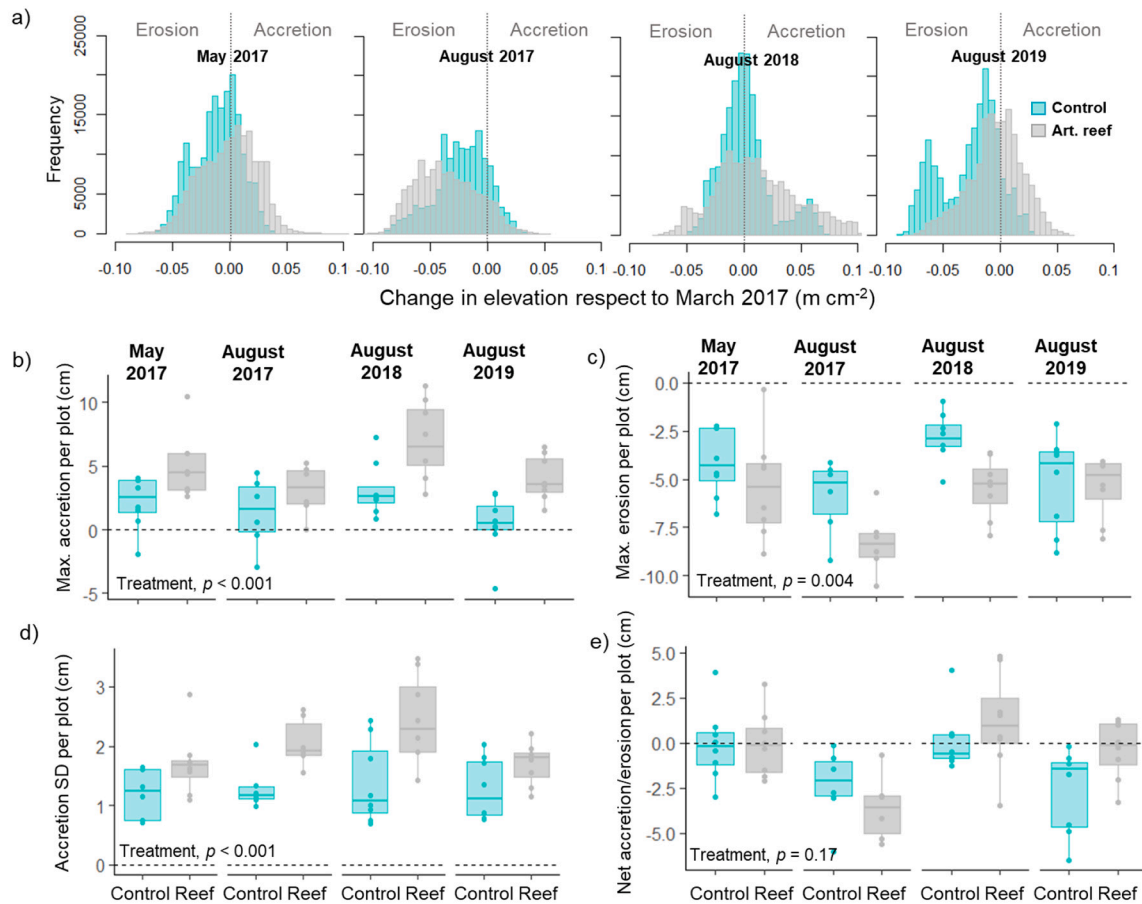 a)
Erosion Accretion Erosion Accretion Erosion Accretion Erosion Accretion
May 2017 August 2017 August 2018 August 2019
Control
Art. reef
Frequency
25000
15000
5000
0
-0.10 -0.05 0.00 0.05 0.1 -0.10 -0.05 0.00 0.05 0.1 -0.10 -0.05 0.00 0.05 0.1 -0.10 -0.05 0.00 0.05 0.1
Change in elevation respect to March 2017 (m cm-2)
b)
May 2017 August 2017 August 2018 August 2019
Max. accretion per plot (cm)
10
5
0
-5
Treatment, p < 0.001
c)
May 2017 August 2017 August 2018 August 2019
Max. erosion per plot (cm)
0.0
-2.5
-5.0
-7.5
-10.0
Treatment, p = 0.004
d)
Accretion SD per plot (cm)
3
2
1
0
Treatment, p < 0.001
Control Reef Control Reef Control Reef Control Reef
e)
Net accretion/erosion per plot (cm)
5.0
2.5
0.0
-2.5
-5.0
Treatment, p = 0.17
Control Reef Control Reef Control Reef Control Reef